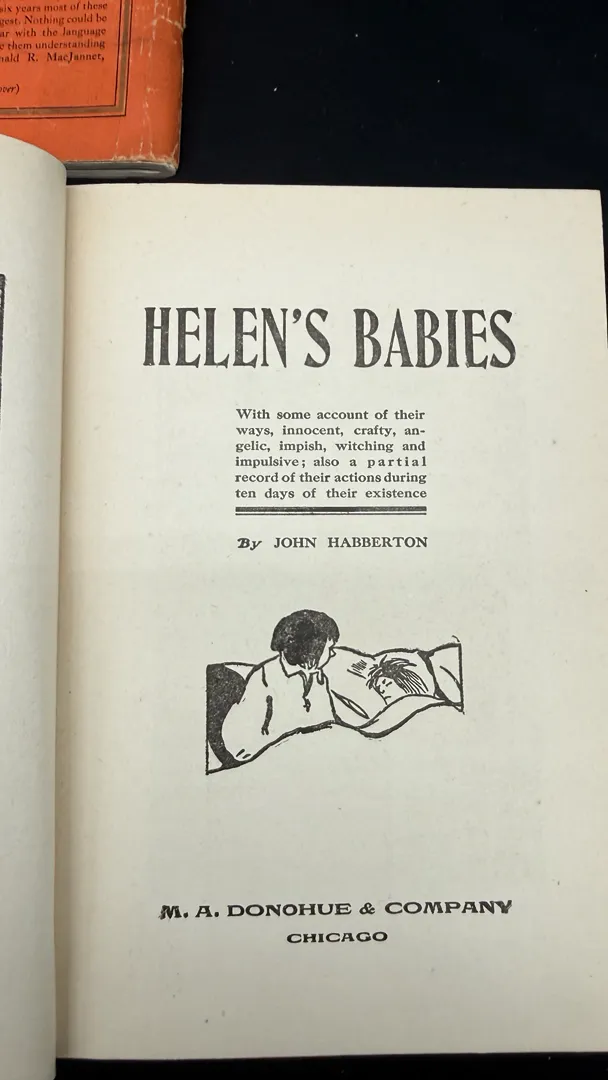 six years most of these
gest. Nothing could be
ar with the language
e them understanding
nald R. MacJannet,
over)
HELEN'S BABIES
With some account of their
ways, innocent, crafty, an-
gelic, impish, witching and
impulsive; also a partial
record of their actions during
ten days of their existence
By JOHN HABBERTON
M. A. DONOHUE & COMPANY
CHICAGO